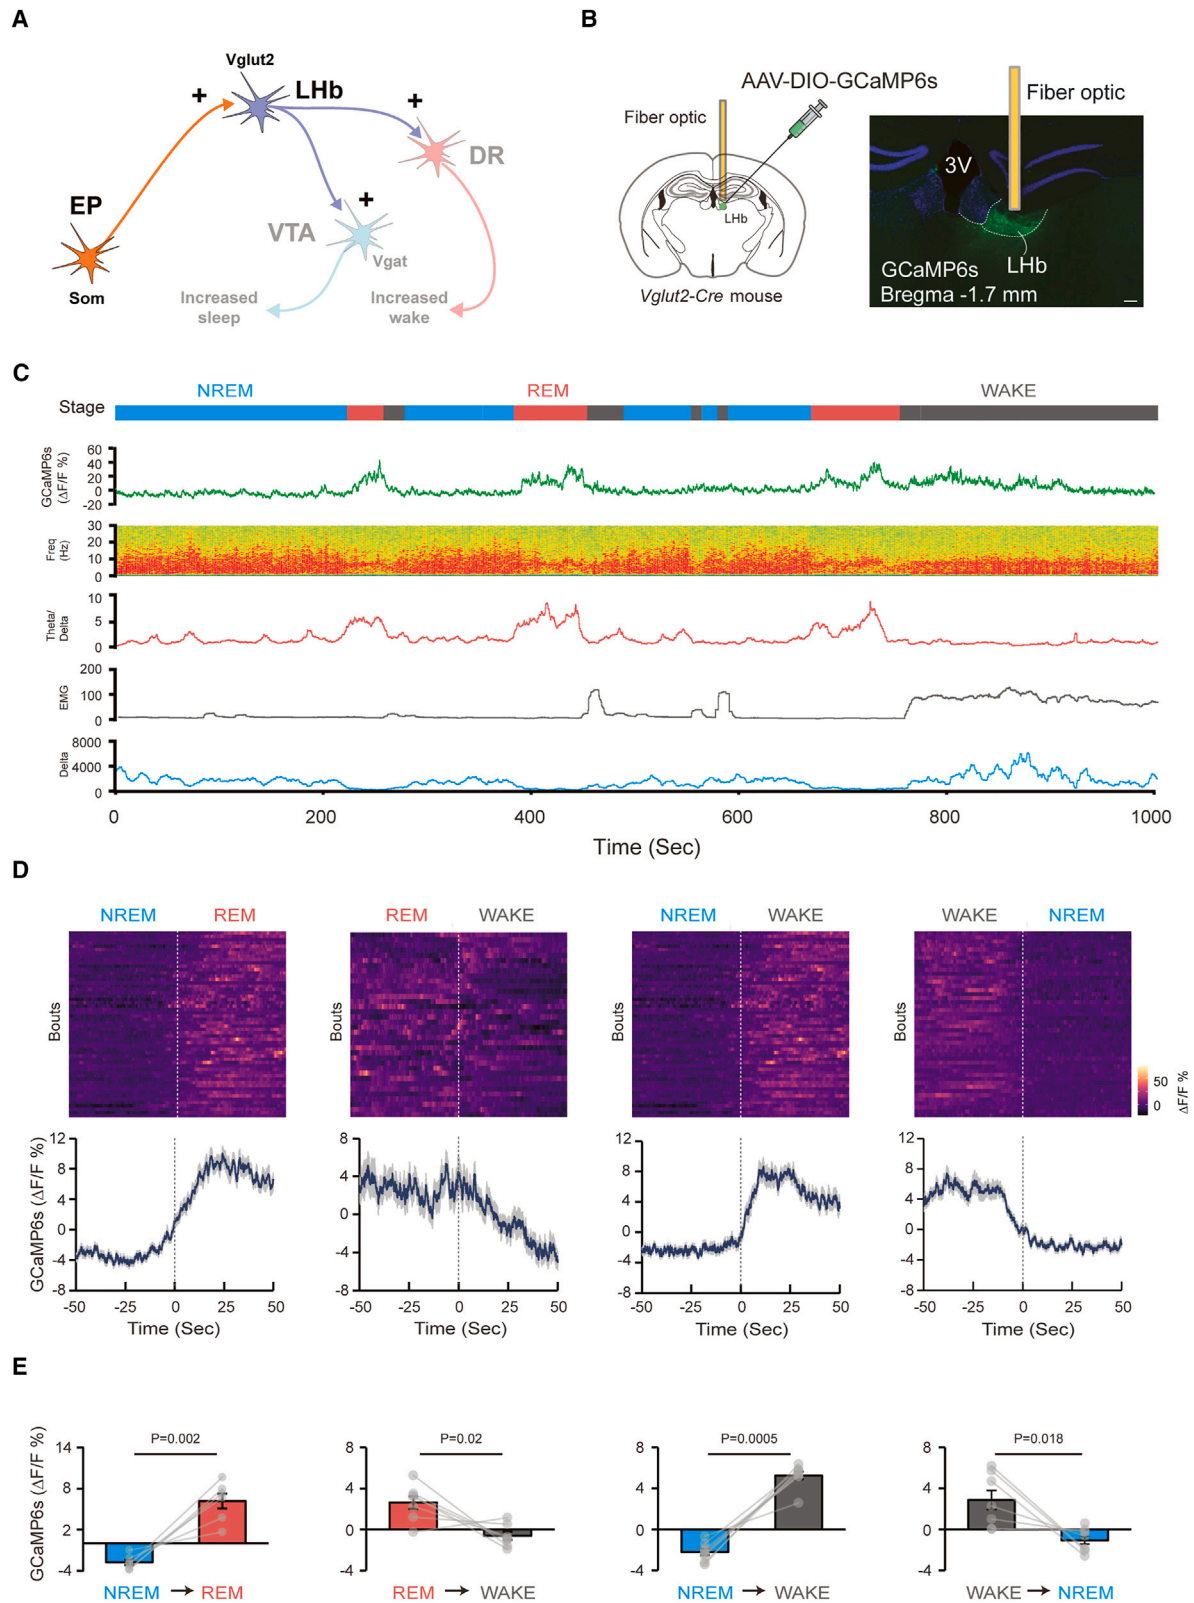 A
Vglut2
LHb
+
+
DR
EP
+
VTA
Vgat
Som
Increased
sleep
Increased
wake
B
AAV-DIO-GCaMP6s
Fiber optic
LHb
Vglut2-Cre mouse
Fiber optic
3V
LHb
GCaMP6s
Bregma -1.7 mm
C
NREM REM WAKE
Stage
GCaMP6s
(ΔF/F %)
60
40
20
0
-20
Freq
(Hz)
30
20
10
0
Theta/
Delta
10
5
0
EMG
200
100
0
Delta
8000
4000
0
0 200 400 600 800 1000
Time (Sec)
D
NREM REM
Bouts
REM WAKE
Bouts
NREM WAKE
Bouts
WAKE NREM
Bouts
50
0
ΔF/F %
GCaMP6s (ΔF/F %)
12
8
4
0
-4
-8
-50 -25 0 25 50
Time (Sec)
8
4
0
-4
-8
-50 -25 0 25 50
Time (Sec)
12
8
4
0
-4
-8
-50 -25 0 25 50
Time (Sec)
12
8
4
0
-4
-8
-50 -25 0 25 50
Time (Sec)
E
GCaMP6s (ΔF/F %)
14
8
2
-4
P=0.002
NREM → REM
8
4
0
-4
P=0.02
REM → WAKE
8
4
0
-4
P=0.0005
NREM → WAKE
8
4
0
-4
P=0.018
WAKE → NREM